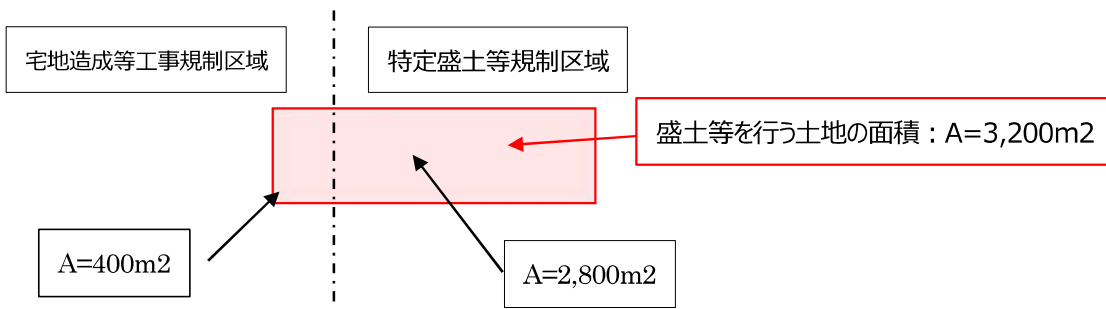 宅地造成等工事規制区域
特定盛土等規制区域
盛土等を行う土地の面積：A=3,200m2
A=400m2
A=2,800m2